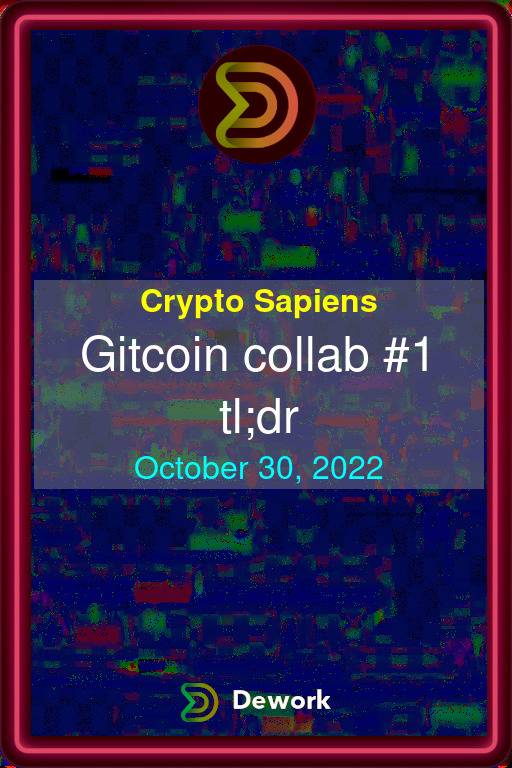 Crypto Sapiens
Gitcoin collab #1
tl;dr
October 30, 2022
Dework